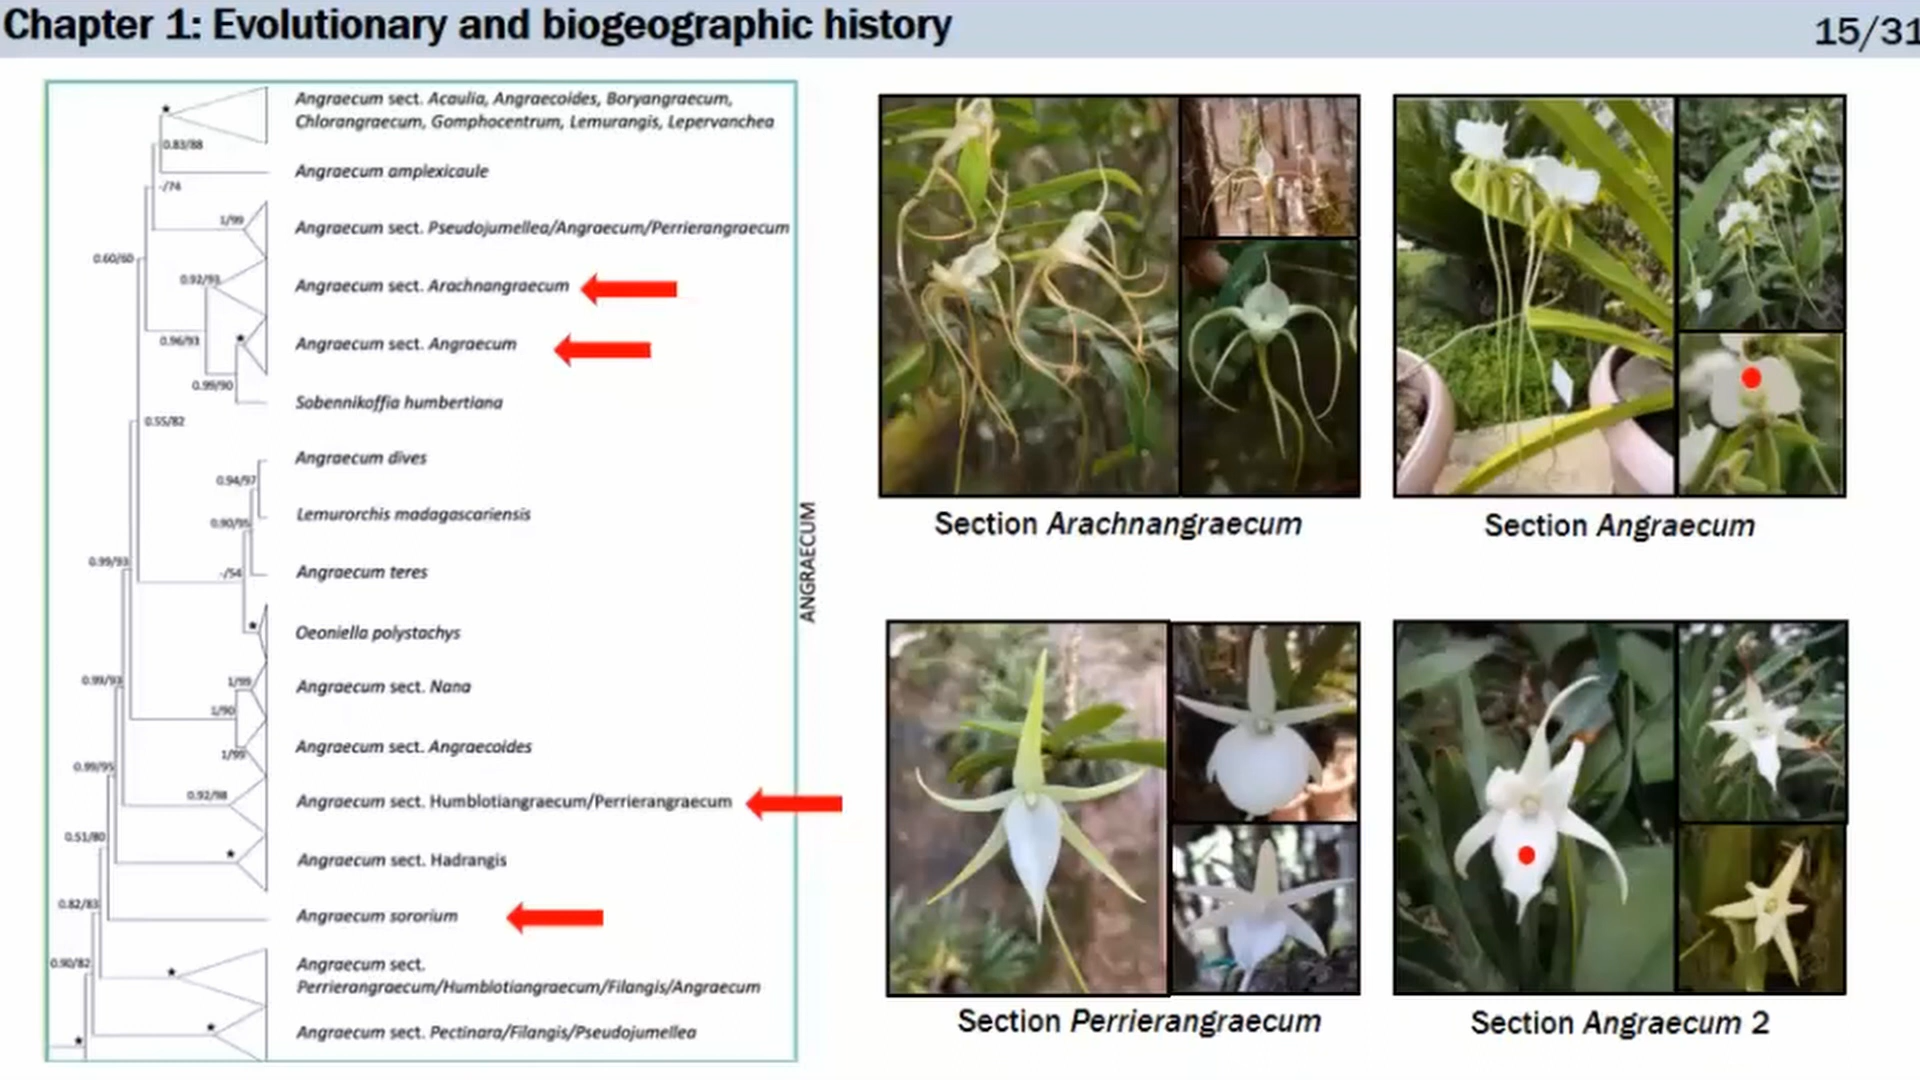 Chapter 1: Evolutionary and biogeographic history
15/31
Angraecum sect. Acaulia, Angraecoides, Boryangraecum,
Chlorangraecum, Gomphocentrum, Lemurangis, Lepervanchea
0.83/88
Angraecum amplexicaule
-/74
1/99
Angraecum sect. Pseudojumellea/Angraecum/Perrierangraecum
0.60/60
0.92/93
Angraecum sect. Arachnangraecum
0.96/93
Angraecum sect. Angraecum
0.99/90
Sobennikoffia humbertiana
0.55/82
Angraecum dives
0.94/97
Lemurorchis madagascariensis
0.90/95
ANGRAECUM
0.99/93
Angraecum teres
-/54
Oeoniella polystachys
0.99/93
1/99
Angraecum sect. Nana
1/90
Angraecum sect. Angraecoides
1/99
0.99/95
0.92/98
Angraecum sect. Humblotiangraecum/Perrierangraecum
0.51/80
Angraecum sect. Hadrangis
0.82/83
Angraecum sororium
0.90/82
Angraecum sect.
Perrierangraecum/Humblotiangraecum/Filangis/Angraecum
Angraecum sect. Pectinara/Filangis/Pseudojumellea
Section Arachnangraecum
Section Angraecum
Section Perrierangraecum
Section Angraecum 2